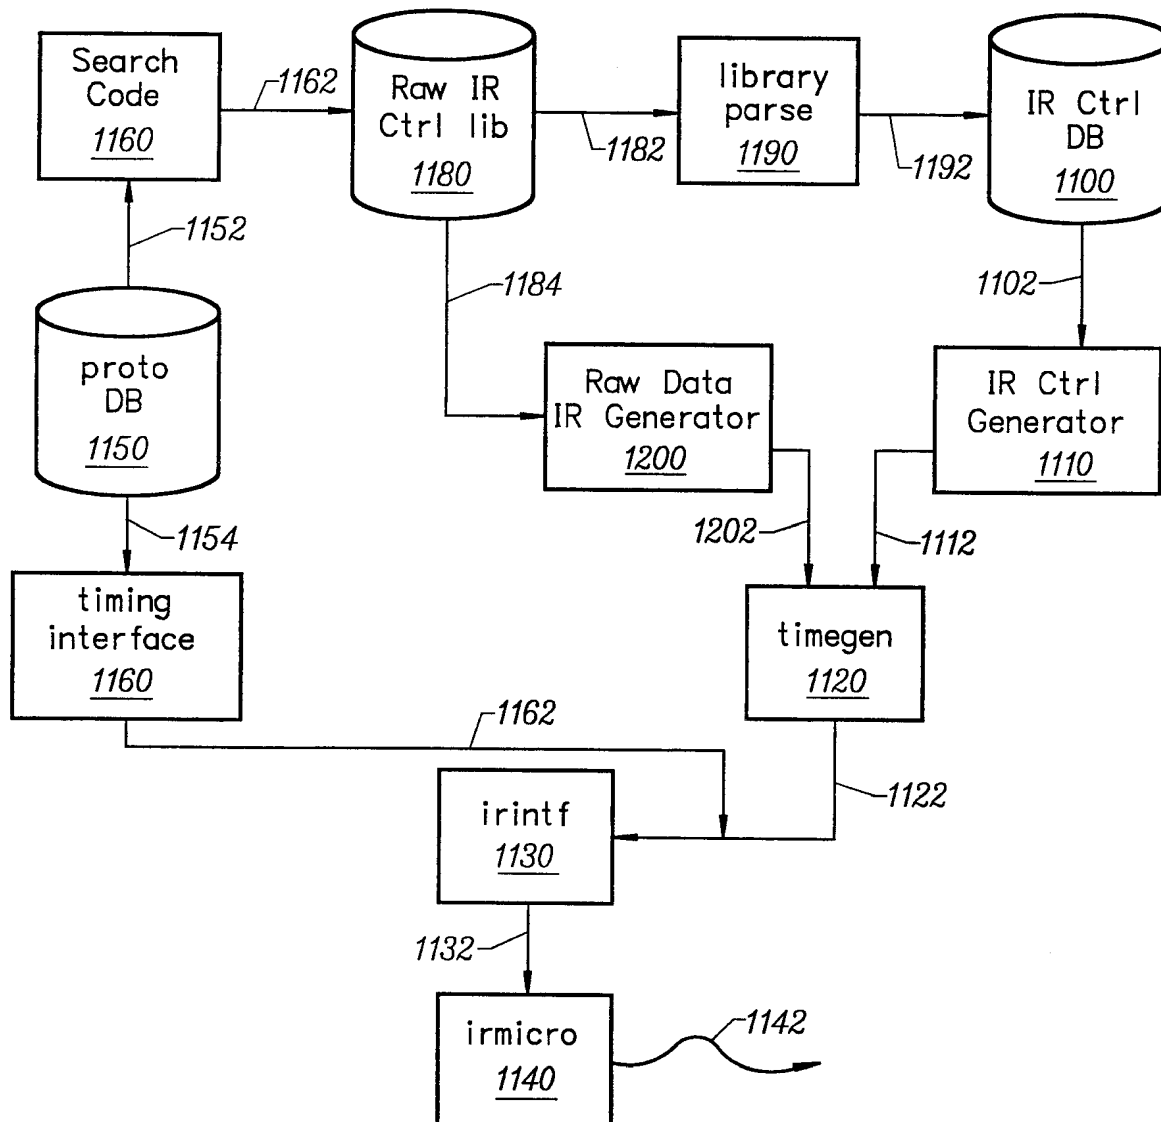 Search
Code
1160
1162
Raw IR
Ctrl lib
1180
1182
library
parse
1190
1192
IR Ctrl
DB
1100
1152
1184
1102
proto
DB
1150
Raw Data
IR Generator
1200
IR Ctrl
Generator
1110
1154
1202
1112
timing
interface
1160
timegen
1120
1162
1122
irintf
1130
1132
irmicro
1140
1142